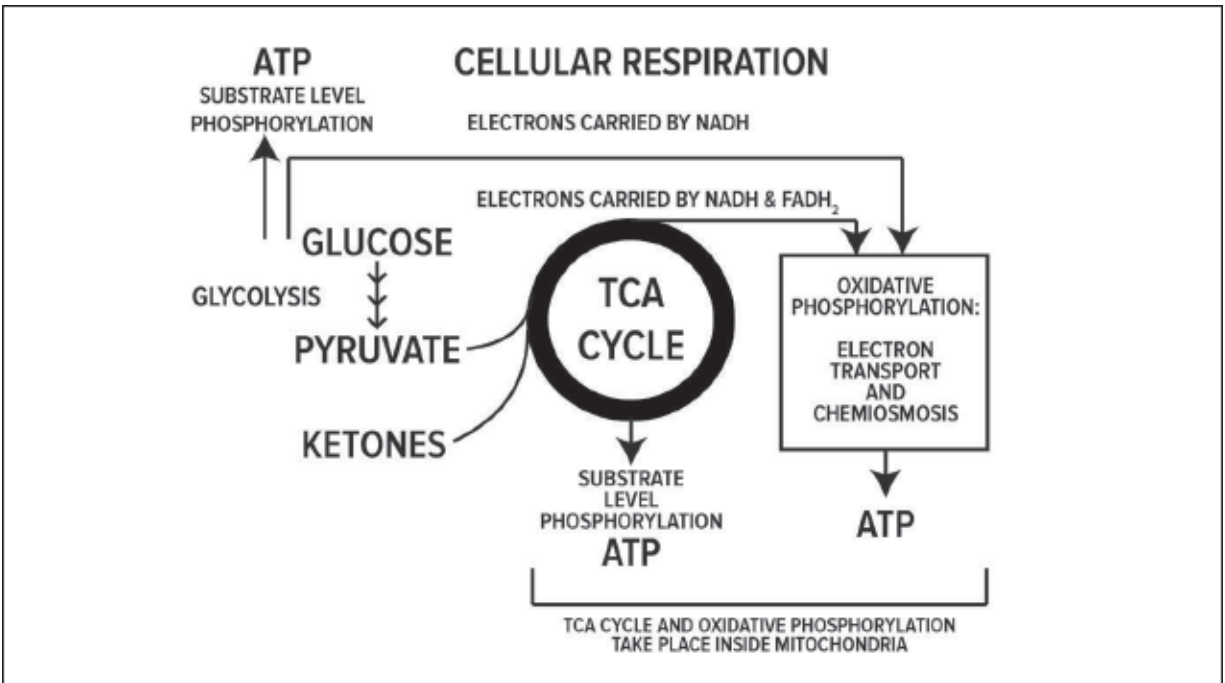 ATP
SUBSTRATE LEVEL
PHOSPHORYLATION
CELLULAR RESPIRATION
ELECTRONS CARRIED BY NADH
ELECTRONS CARRIED BY NADH & FADH₂
GLUCOSE
GLYCOLYSIS
PYRUVATE
KETONES
TCA
CYCLE
OXIDATIVE
PHOSPHORYLATION:
ELECTRON
TRANSPORT
AND
CHEMIOSMOSIS
SUBSTRATE
LEVEL
PHOSPHORYLATION
ATP
ATP
TCA CYCLE AND OXIDATIVE PHOSPHORYLATION
TAKE PLACE INSIDE MITOCHONDRIA